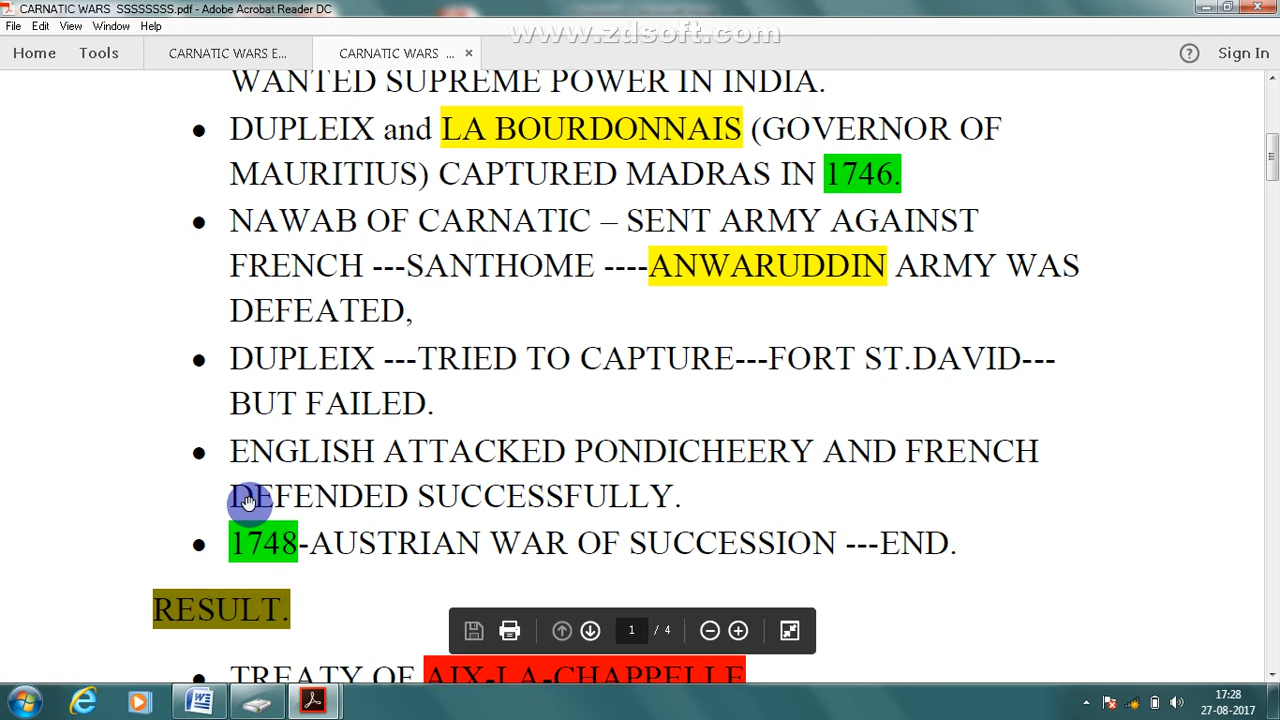 CARNATIC WARS SSSSSSSS.pdf - Adobe Acrobat Reader DC
www.zdsoft.com
File Edit View Window Help
Home Tools CARNATIC WARS E... CARNATIC WARS ... × ? Sign In
WANTED SUPREME POWER IN INDIA.
• DUPLEIX and LA BOURDONNAIS (GOVERNOR OF
MAURITIUS) CAPTURED MADRAS IN 1746.
• NAWAB OF CARNATIC – SENT ARMY AGAINST
FRENCH ---SANTHOME ----ANWARUDDIN ARMY WAS
DEFEATED,
• DUPLEIX ---TRIED TO CAPTURE---FORT ST.DAVID---
BUT FAILED.
• ENGLISH ATTACKED PONDICHEERY AND FRENCH
DEFENDED SUCCESSFULLY.
• 1748-AUSTRIAN WAR OF SUCCESSION ---END.
RESULT.
1 / 4
• TREATY OF AIX-LA-CHAPPELLE
17:28
27-08-2017